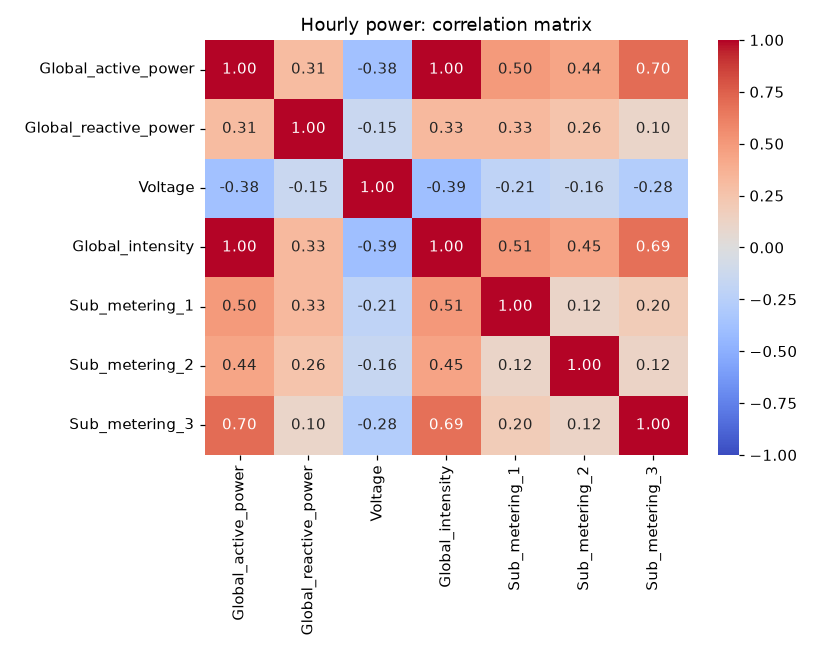 Hourly power: correlation matrix
Global_active_power 1.00 0.31 -0.38 1.00 0.50 0.44 0.70
Global_reactive_power 0.31 1.00 -0.15 0.33 0.33 0.26 0.10
Voltage -0.38 -0.15 1.00 -0.39 -0.21 -0.16 -0.28
Global_intensity 1.00 0.33 -0.39 1.00 0.51 0.45 0.69
Sub_metering_1 0.50 0.33 -0.21 0.51 1.00 0.12 0.20
Sub_metering_2 0.44 0.26 -0.16 0.45 0.12 1.00 0.12
Sub_metering_3 0.70 0.10 -0.28 0.69 0.20 0.12 1.00
Global_active_power
Global_reactive_power
Voltage
Global_intensity
Sub_metering_1
Sub_metering_2
Sub_metering_3
1.00
0.75
0.50
0.25
0.00
−0.25
−0.50
−0.75
−1.00